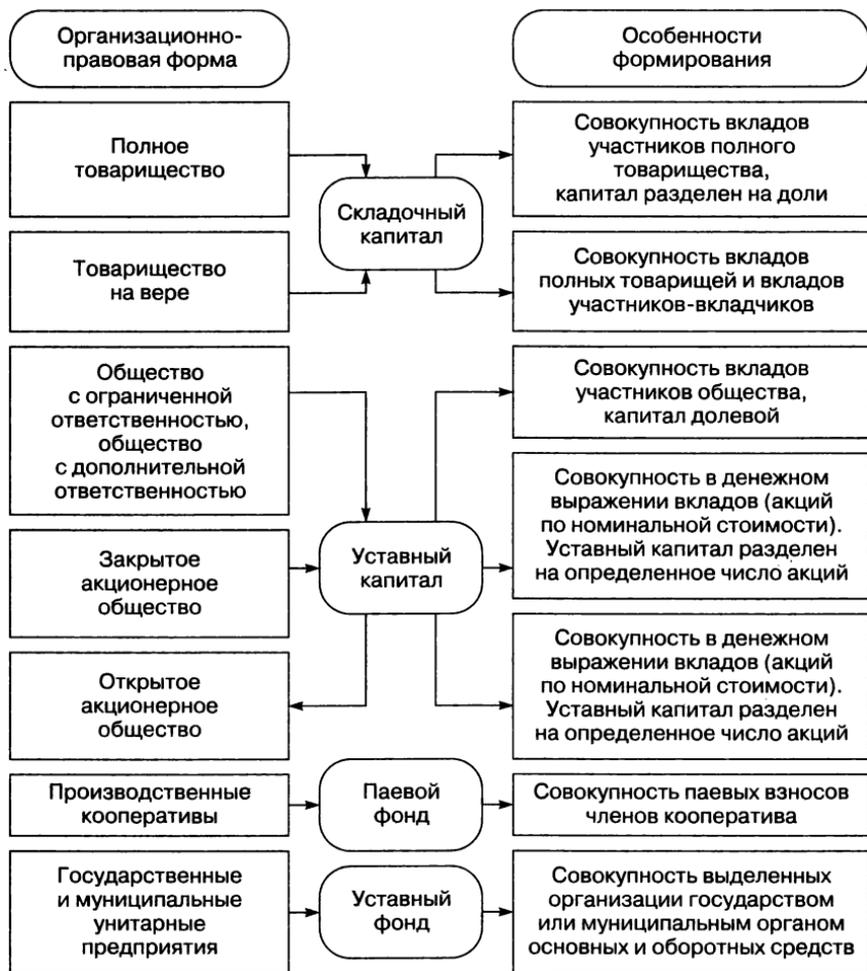 Организационно-
правовая форма
Особенности
формирования
Полное
товарищество
Складочный
капитал
Совокупность вкладов
участников полного
товарищества,
капитал разделен на доли
Товарищество
на вере
Совокупность вкладов
полных товарищей и вкладов
участников-вкладчиков
Общество
с ограниченной
ответственностью,
общество
с дополнительной
ответственностью
Совокупность вкладов
участников общества,
капитал долевой
Закрытое
акционерное
общество
Уставный
капитал
Совокупность в денежном
выражении вкладов (акций
по номинальной стоимости).
Уставный капитал разделен
на определенное число акций
Открытое
акционерное
общество
Совокупность в денежном
выражении вкладов (акций
по номинальной стоимости).
Уставный капитал разделен
на определенное число акций
Производственные
кооперативы
Паевой
фонд
Совокупность паевых взносов
членов кооператива
Государственные
и муниципальные
унитарные
предприятия
Уставный
фонд
Совокупность выделенных
организации государством
или муниципальным органом
основных и оборотных средств